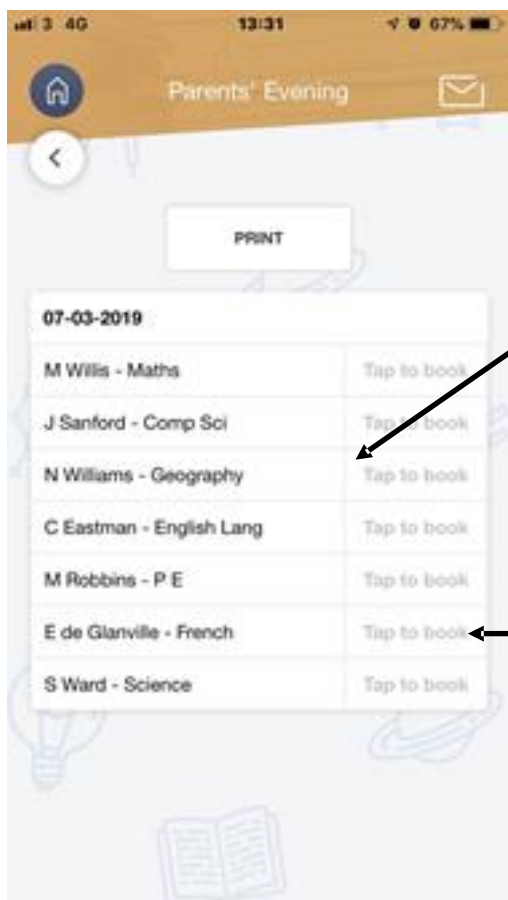 3 4G 13:31 67%
Parents' Evening
PRINT
07-03-2019
M Willis - Maths Tap to book
J Sanford - Comp Sci Tap to book
N Williams - Geography Tap to book
C Eastman - English Lang Tap to book
M Robbins - P E Tap to book
E de Glanville - French Tap to book
S Ward - Science Tap to book